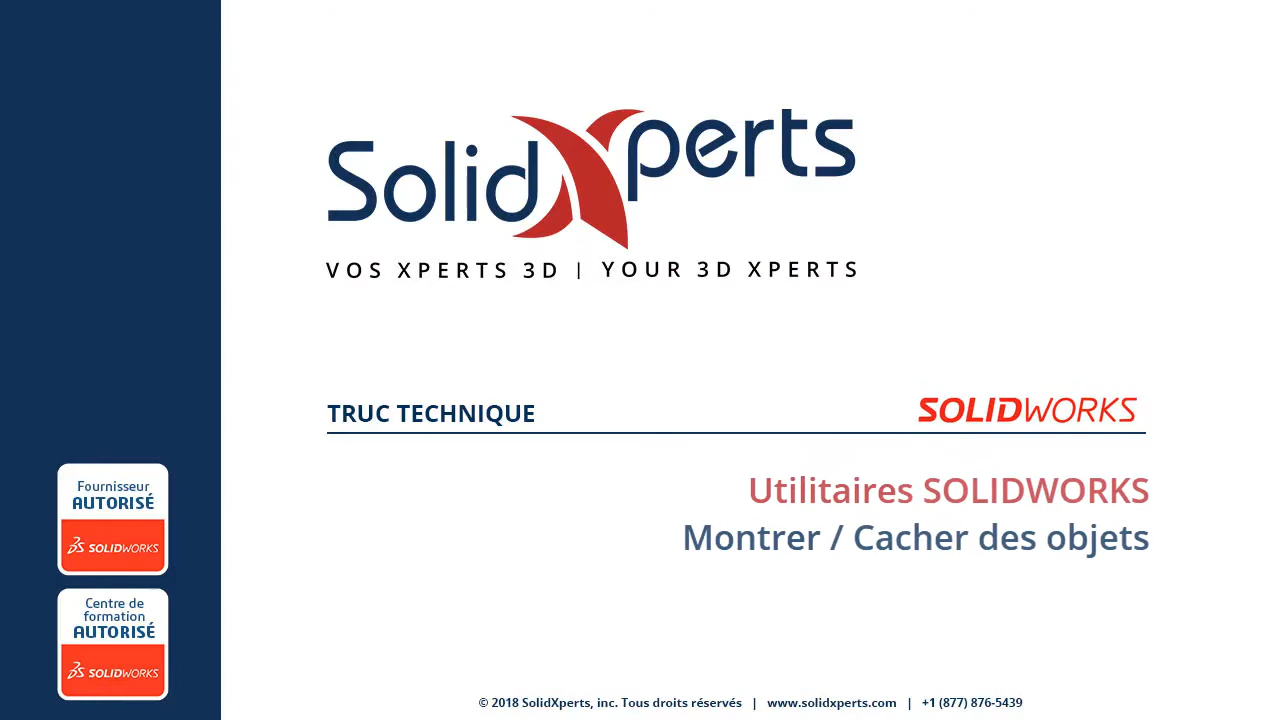 SolidXperts
VOS XPERTS 3D | YOUR 3D XPERTS
TRUC TECHNIQUE
SOLIDWORKS
Utilitaires SOLIDWORKS
Montrer / Cacher des objets
Fournisseur
AUTORISÉ
SOLIDWORKS
Centre de
formation
AUTORISÉ
SOLIDWORKS
© 2018 SolidXperts, inc. Tous droits réservés | www.solidxperts.com | +1 (877) 876-5439